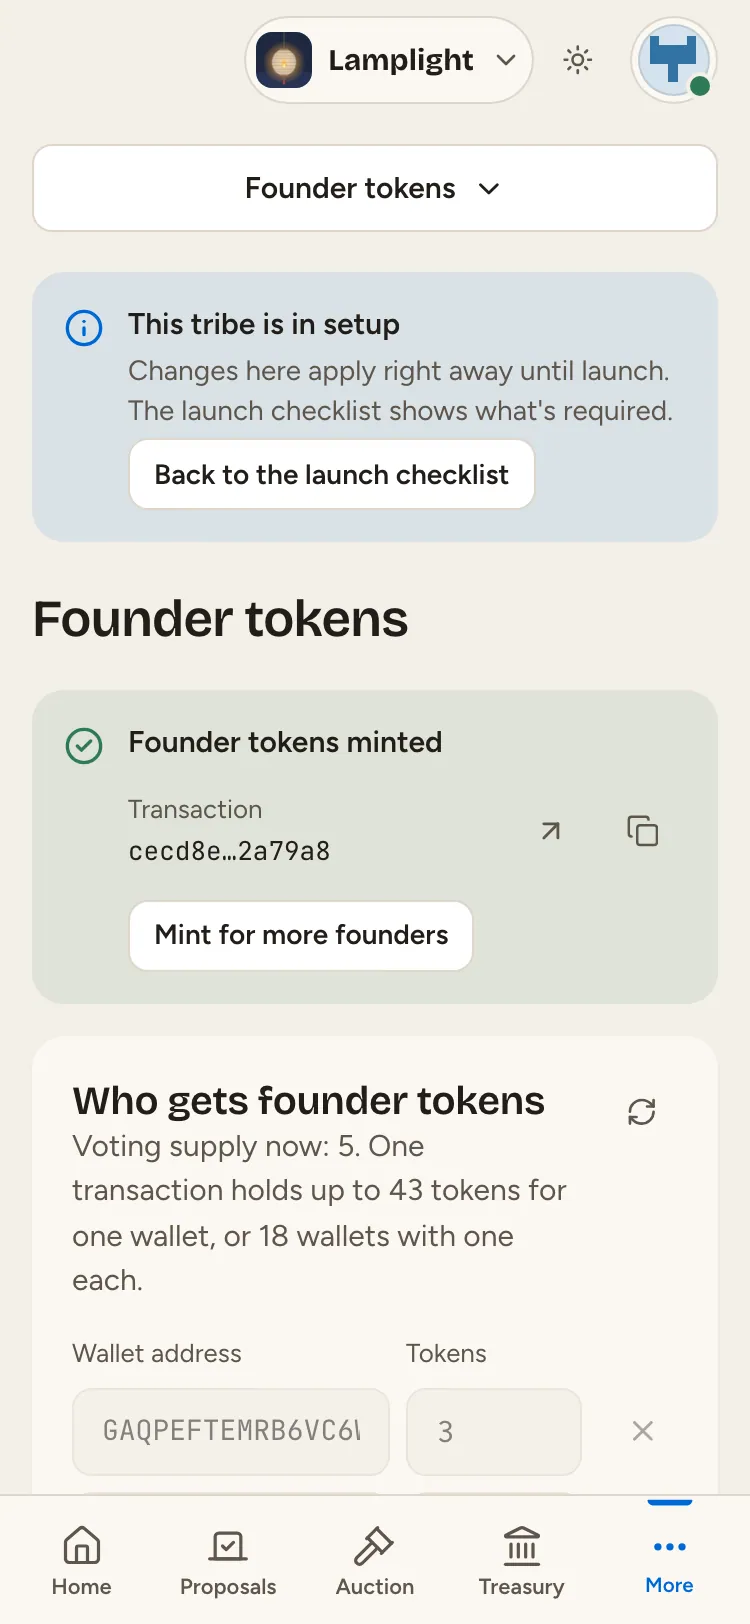 Lamplight
Founder tokens
This tribe is in setup
Changes here apply right away until launch.
The launch checklist shows what's required.
Back to the launch checklist
Founder tokens
Founder tokens minted
Transaction
cecd8e…2a79a8
Mint for more founders
Who gets founder tokens
Voting supply now: 5. One
transaction holds up to 43 tokens for
one wallet, or 18 wallets with one
each.
Wallet address
Tokens
GAQPEFTEMRB6VC6
3
Home
Proposals
Auction
Treasury
More